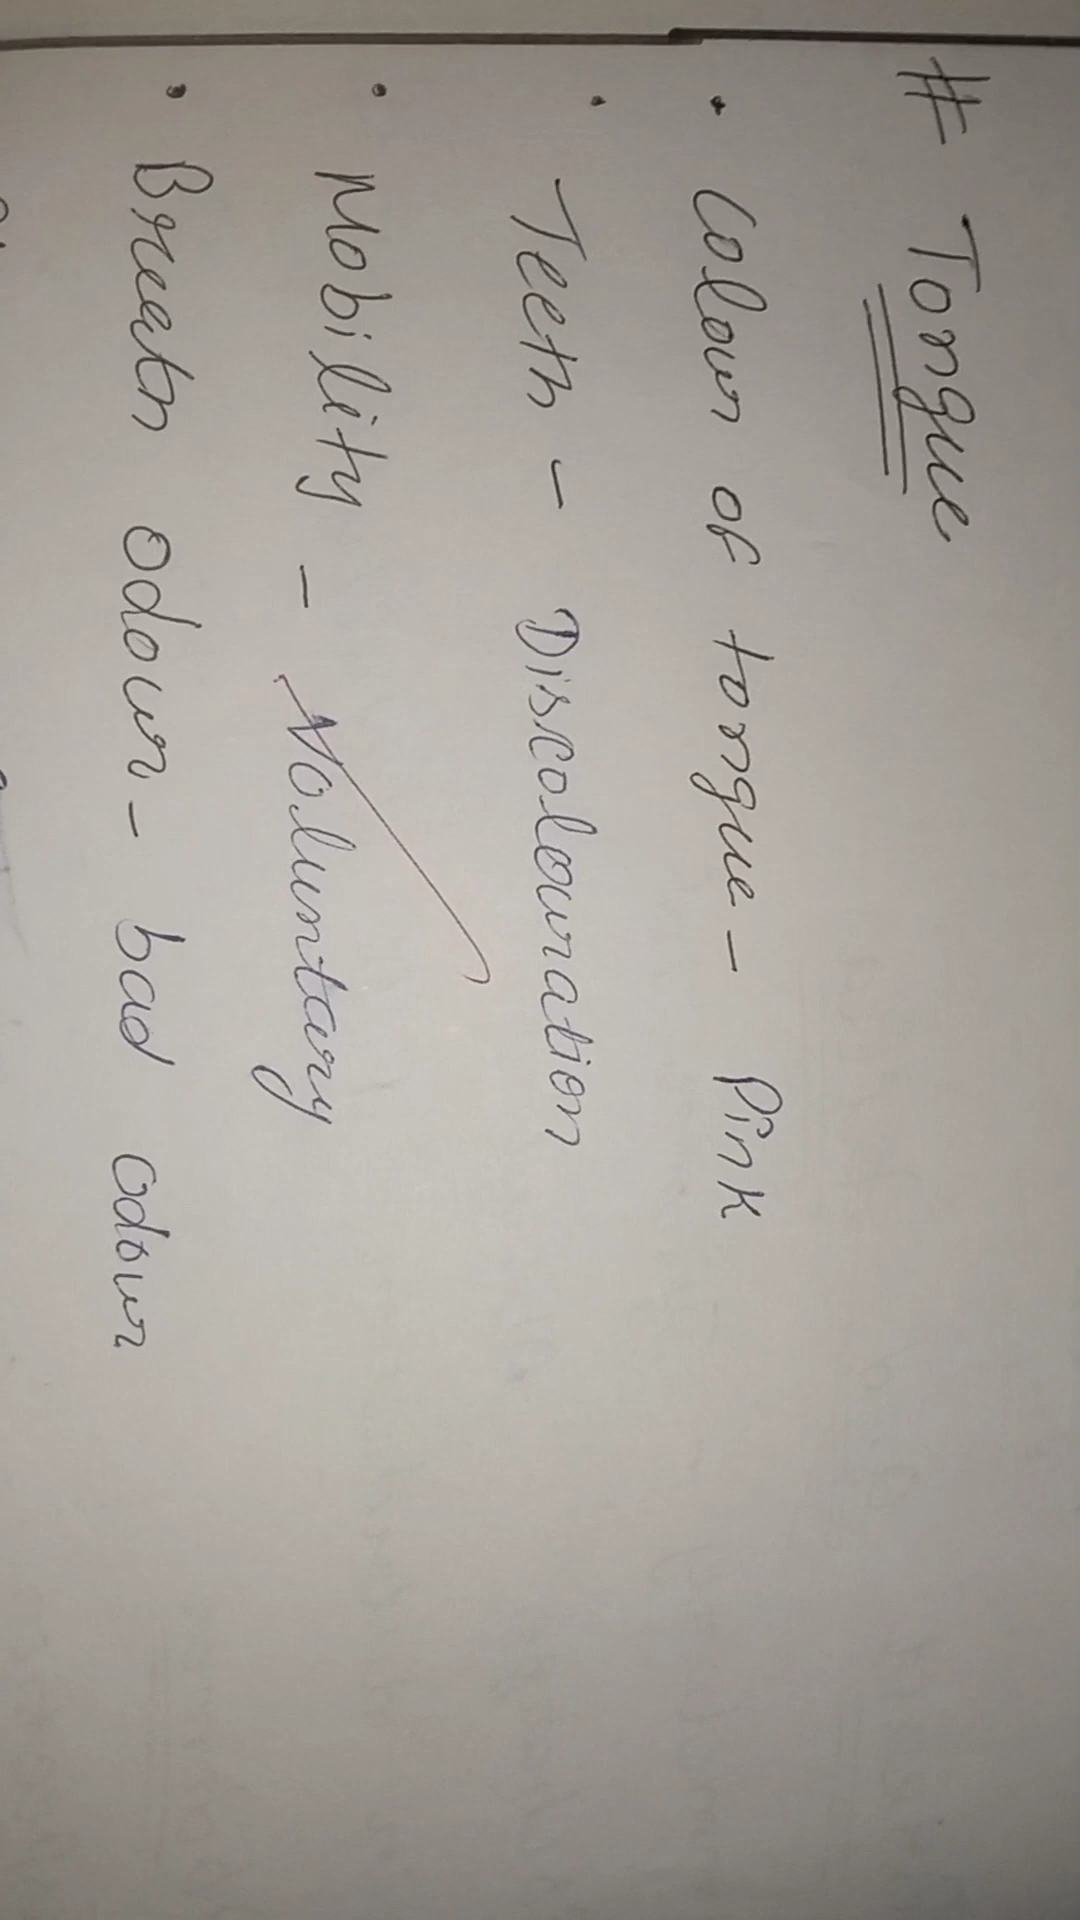 # Tongue
• Colour of tongue - Pink
• Teeth - Discolouration
• Mobility - Voluntary
• Breath odour - bad odour